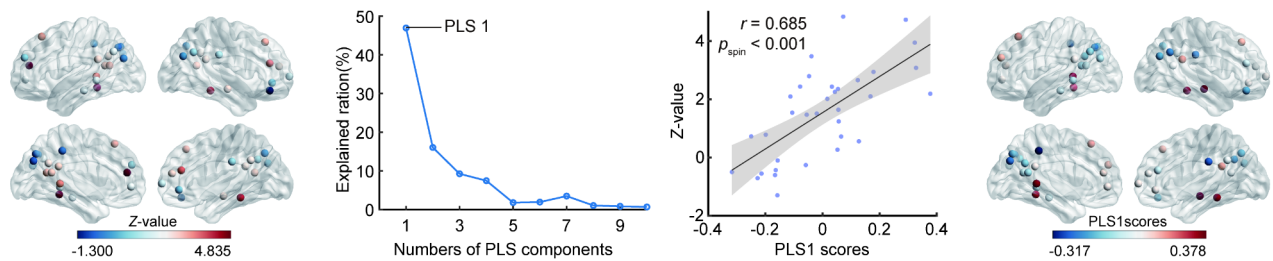 Z-value
-1.300 4.835
Explained ration(%)
50
40
30
20
10
0
PLS 1
1 3 5 7 9
Numbers of PLS components
Z-value
4
2
0
-2
r = 0.685
pspin < 0.001
-0.4 -0.2 0 0.2 0.4
PLS1 scores
PLS1scores
-0.317 0.378